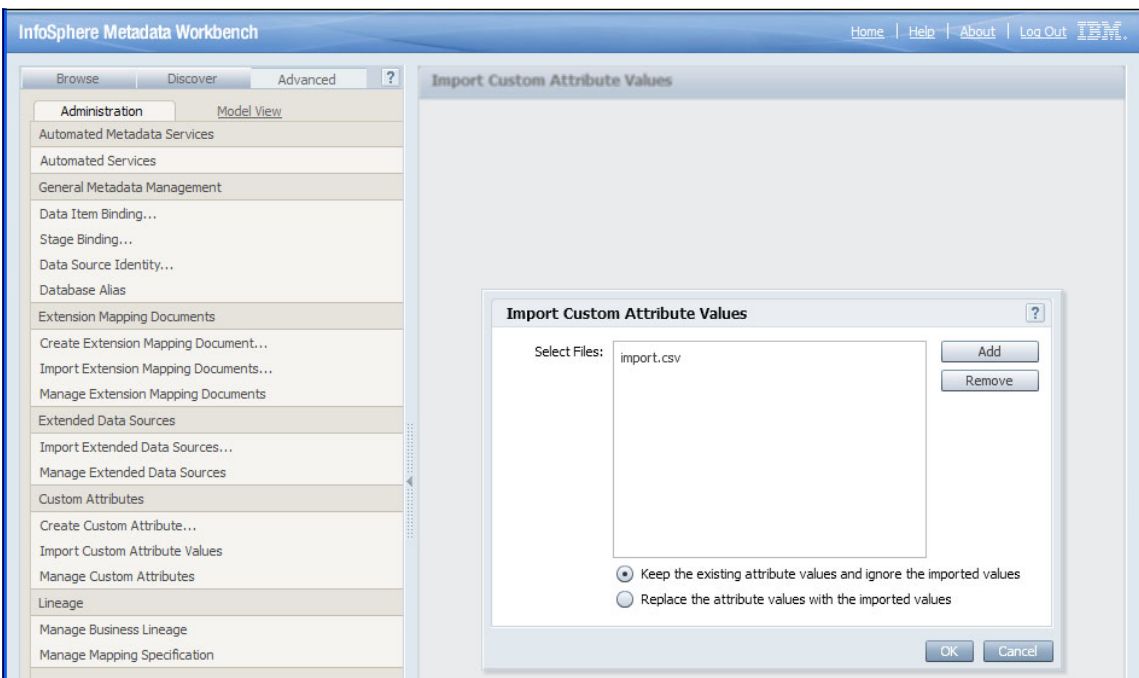 InfoSphere Metadata Workbench
Home | Help | About | Log Out IBM.
Browse Discover Advanced ?
Administration Model View
Automated Metadata Services
Automated Services
General Metadata Management
Data Item Binding...
Stage Binding...
Data Source Identity...
Database Alias
Extension Mapping Documents
Create Extension Mapping Document...
Import Extension Mapping Documents...
Manage Extension Mapping Documents
Extended Data Sources
Import Extended Data Sources...
Manage Extended Data Sources
Custom Attributes
Create Custom Attribute...
Import Custom Attribute Values
Manage Custom Attributes
Lineage
Manage Business Lineage
Manage Mapping Specification
Import Custom Attribute Values
Import Custom Attribute Values ?
Select Files: import.csv
Add
Remove
Keep the existing attribute values and ignore the imported values
Replace the attribute values with the imported values
OK Cancel